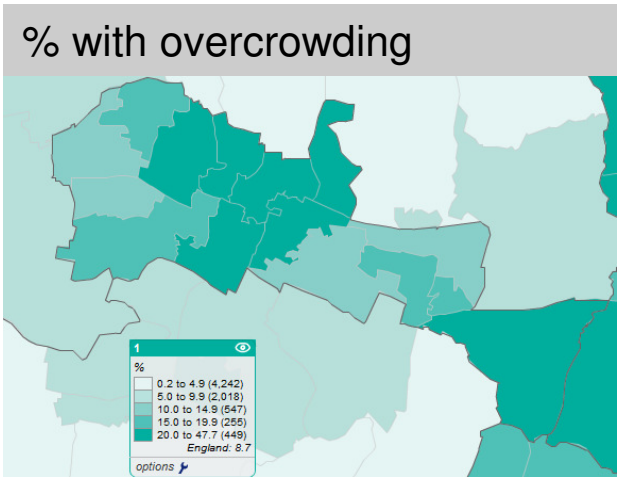 % with overcrowding
1
%
0.2 to 4.9 (4,242)
5.0 to 9.9 (2,018)
10.0 to 14.9 (547)
15.0 to 19.9 (255)
20.0 to 47.7 (449)
England: 8.7
options